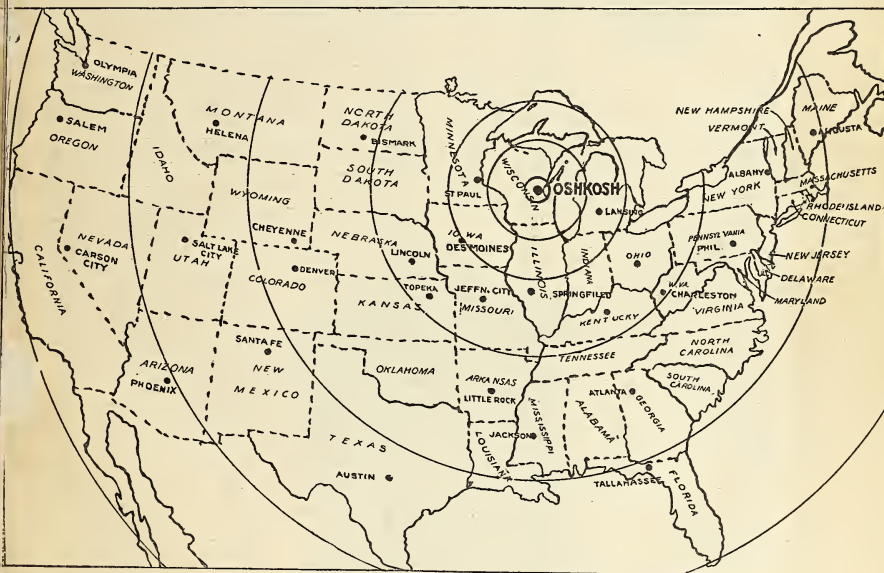 OLYMPIA
WASHINGTON
SALEM
OREGON
IDAHO
MONTANA
HELENA
NORTH
DAKOTA
BISMARK
SOUTH
DAKOTA
WYOMING
CHEYENNE
NEBRASKA
LINCOLN
MINNESOTA
ST PAUL
WISCONSIN
OSHKOSH
LANSING
IOWA
DES MOINES
ILLINOIS
SPRINGFILED
INDIANA
OHIO
NEW HAMPSHIRE
VERMONT
MAINE
AUGUSTA
ALBANY
NEW YORK
MASSACHUSETTS
RHODE ISLAND
CONNECTICUT
PENNSYLVANIA
PHIL.
NEW JERSEY
DELAWARE
MARYLAND
W.VA.
CHARLESTON
VIRGINIA
KENTUCKY
NEVADA
CARSON
CITY
CALIFORNIA
SALT LAKE
CITY
UTAH
DENVER
COLORADO
TOPEKA
KANSAS
JEFFN. CITY
MISSOURI
TENNESSEE
NORTH
CAROLINA
SOUTH
CAROLINA
ARIZONA
PHOENIX
SANTA FE
NEW
MEXICO
OKLAHOMA
ARKANSAS
LITTLE ROCK
MISSISSIPPI
JACKSON
ALABAMA
ATLANTA
GEORGIA
TEXAS
AUSTIN
LOUISIANA
TALLAHASSEE
FLORIDA